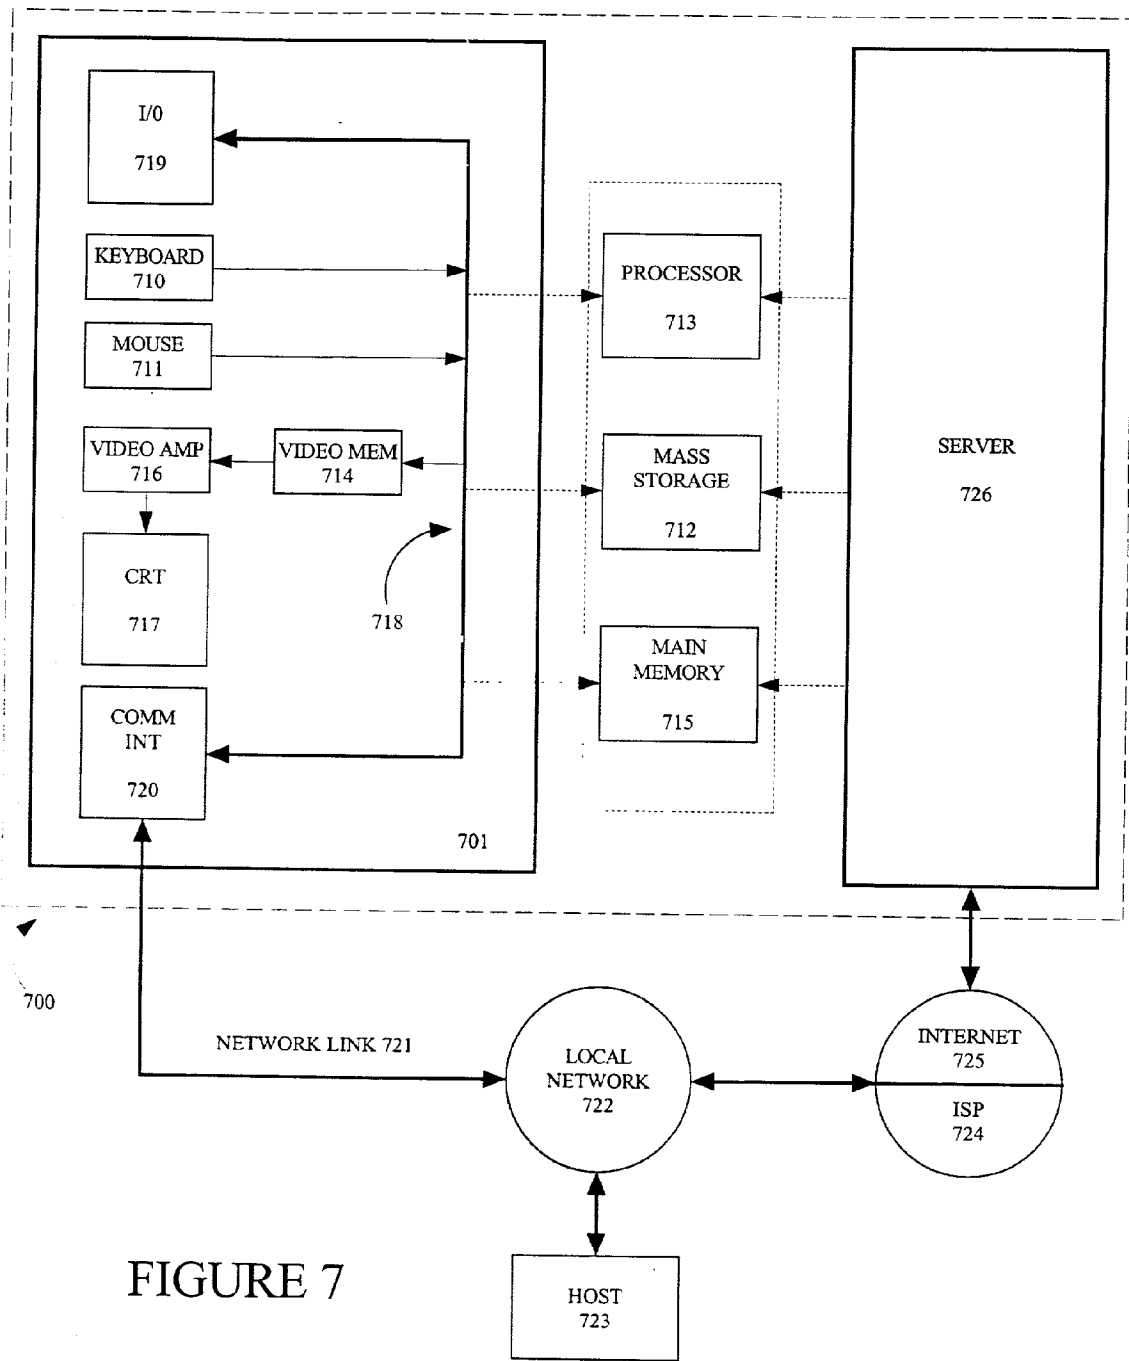 I/0
719
KEYBOARD
710
MOUSE
711
VIDEO AMP
716
VIDEO MEM
714
CRT
717
718
COMM
INT
720
701
PROCESSOR
713
MASS
STORAGE
712
MAIN
MEMORY
715
SERVER
726
700
NETWORK LINK 721
LOCAL
NETWORK
722
INTERNET
725
ISP
724
HOST
723
FIGURE 7